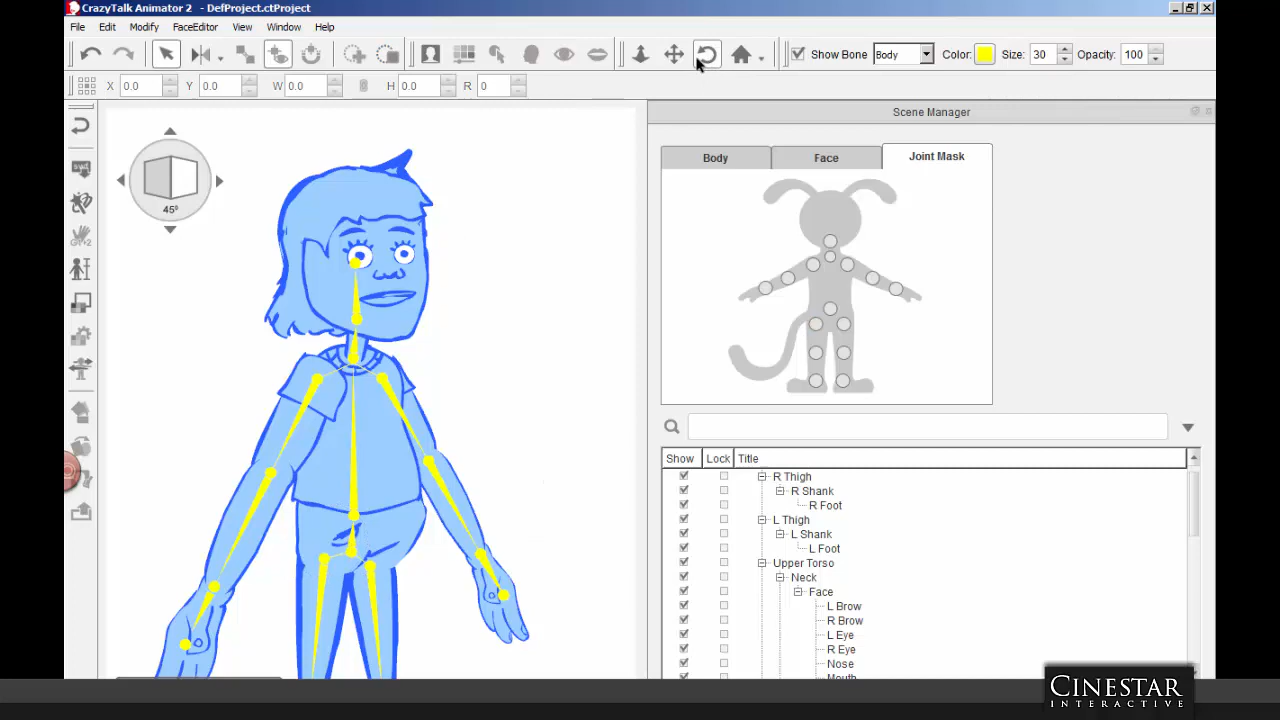 CrazyTalk Animator 2 - DefProject.ctProject
File Edit Modify FaceEditor View Window Help
Show Bone Body Color: Size: 30 Opacity: 100
X 0.0 Y 0.0 W 0.0 H 0.0 R 0
Scene Manager
Body Face Joint Mask
45°
Show Lock Title
R Thigh
R Shank
R Foot
L Thigh
L Shank
L Foot
Upper Torso
Neck
Face
L Brow
R Brow
L Eye
R Eye
Nose
Mouth
CINESTAR
INTERACTIVE